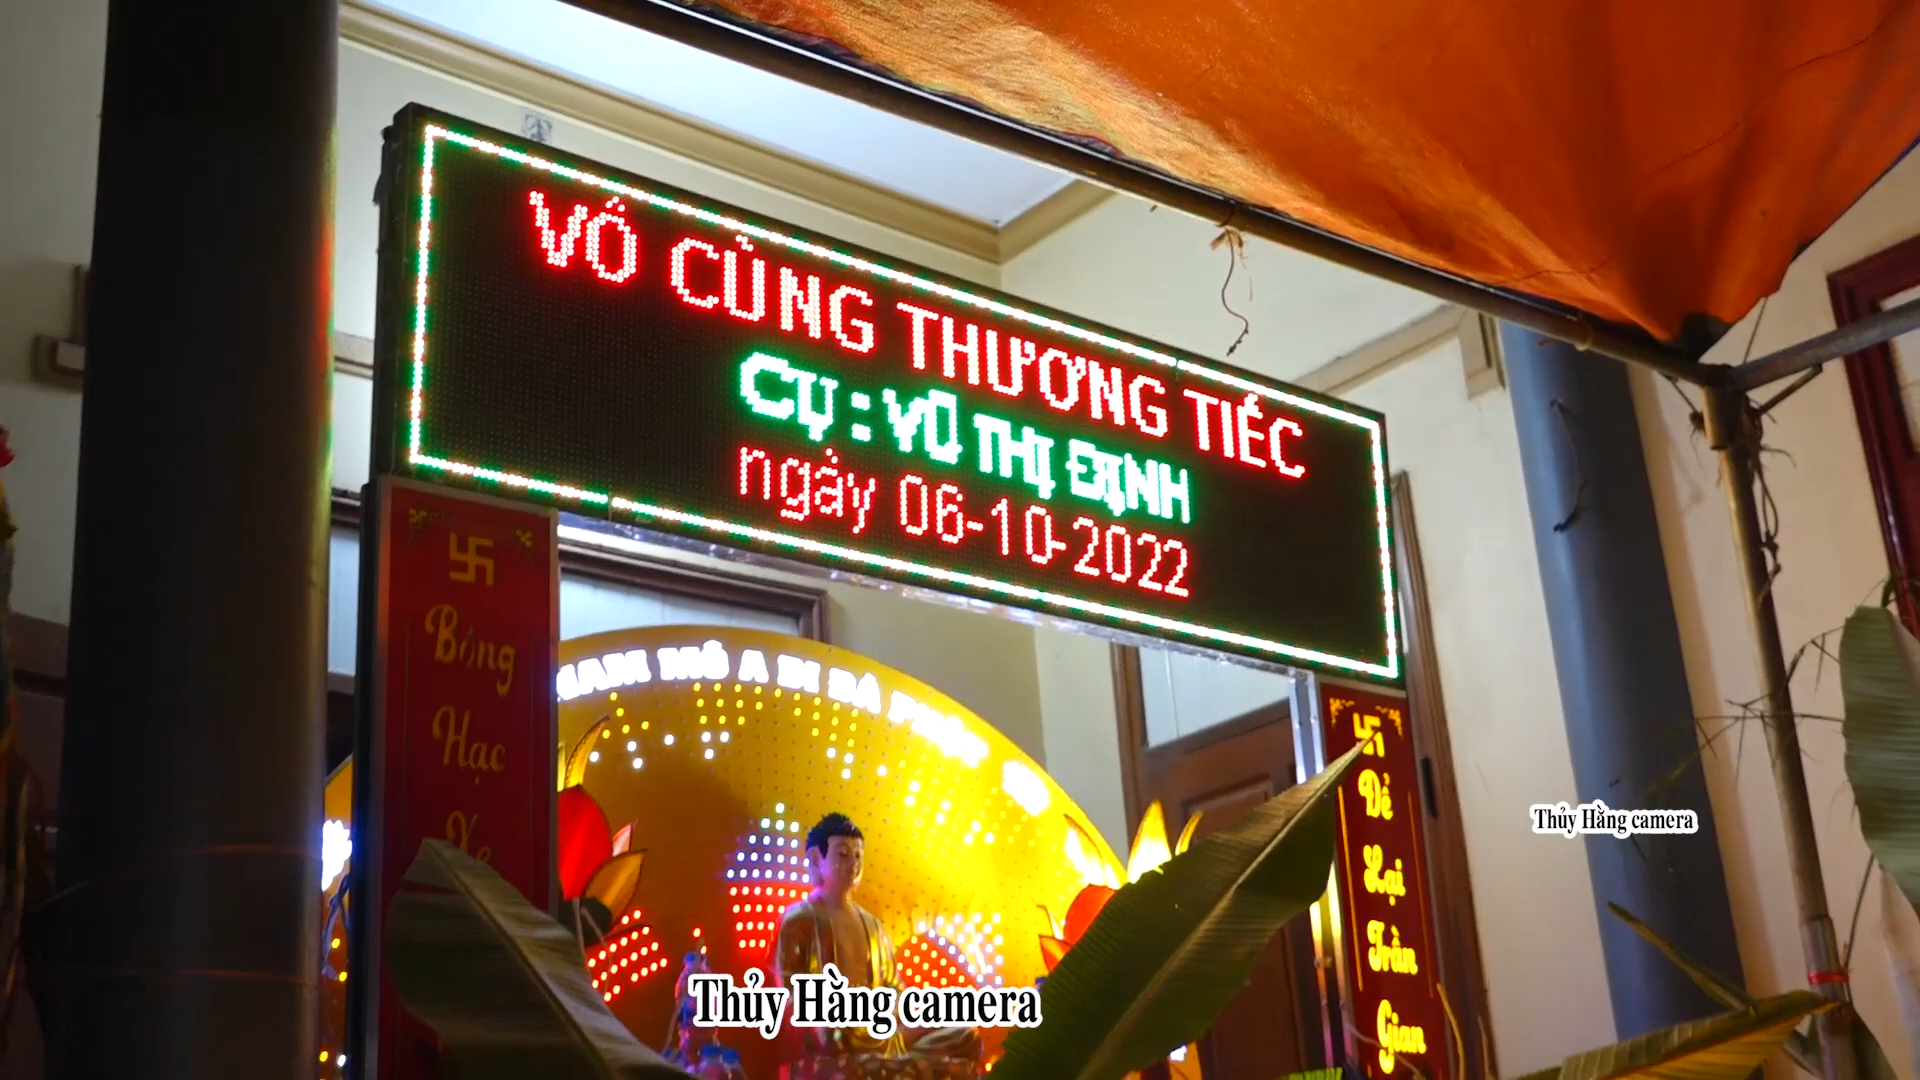 VÔ CÙNG THƯƠNG TIẾC
CỤ : VŨ THỊ ĐỊNH
ngày 06-10-2022
NAM MÔ A DI ĐÀ PHẬT
Bóng
Hạc
Xe
Để
Lại
Trần
Gian
Thủy Hằng camera
Thủy Hằng camera